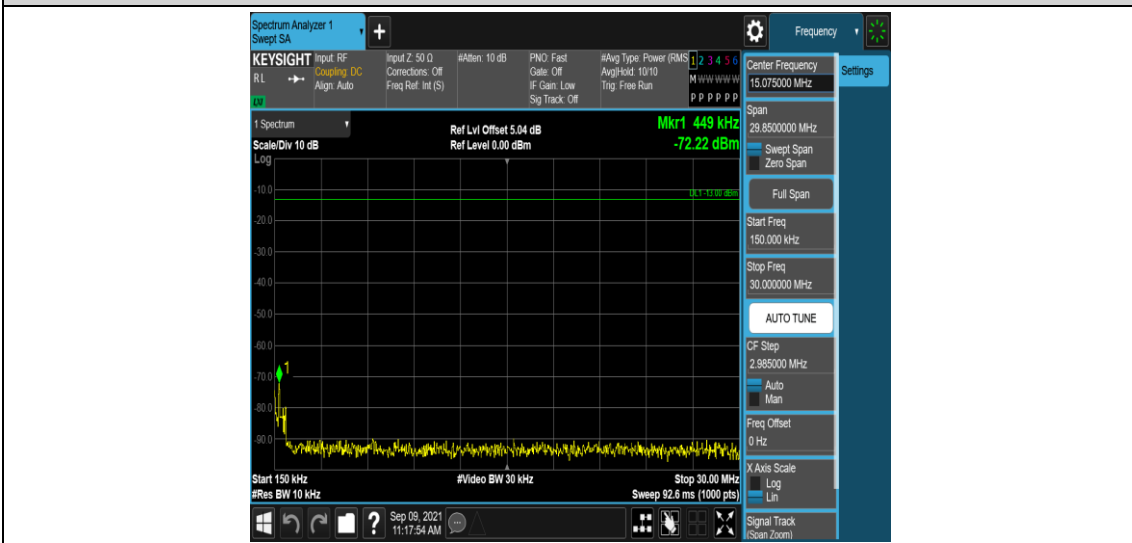 Spectrum Analyzer 1
Swept SA
+
Frequency
KEYSIGHT
RL
LV
Input: RF
Coupling: DC
Align: Auto
Input Z: 50 Ω
Corrections: Off
Freq Ref: Int (S)
#Atten: 10 dB
PNO: Fast
Gate: Off
IF Gain: Low
Sig Track: Off
#Avg Type: Power (RMS
Avg|Hold: 10/10
Trig: Free Run
1 2 3 4 5 6
M W W W W W
P P P P P P
Center Frequency
15.075000 MHz
Settings
1 Spectrum
Scale/Div 10 dB
Log
Ref Lvl Offset 5.04 dB
Ref Level 0.00 dBm
Mkr1 449 kHz
-72.22 dBm
DL1 -13.00 dBm
-10.0
-20.0
-30.0
-40.0
-50.0
-60.0
-70.0
-80.0
-90.0
1
Start 150 kHz
#Res BW 10 kHz
#Video BW 30 kHz
Stop 30.00 MHz
Sweep 92.6 ms (1000 pts)
Span
29.8500000 MHz
Swept Span
Zero Span
Full Span
Start Freq
150.000 kHz
Stop Freq
30.000000 MHz
AUTO TUNE
CF Step
2.985000 MHz
Auto
Man
Freq Offset
0 Hz
X Axis Scale
Log
Lin
Signal Track
(Span Zoom)
?
Sep 09, 2021
11:17:54 AM